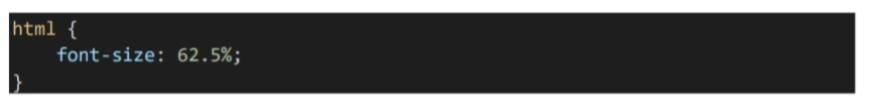 html {
    font-size: 62.5%;
}